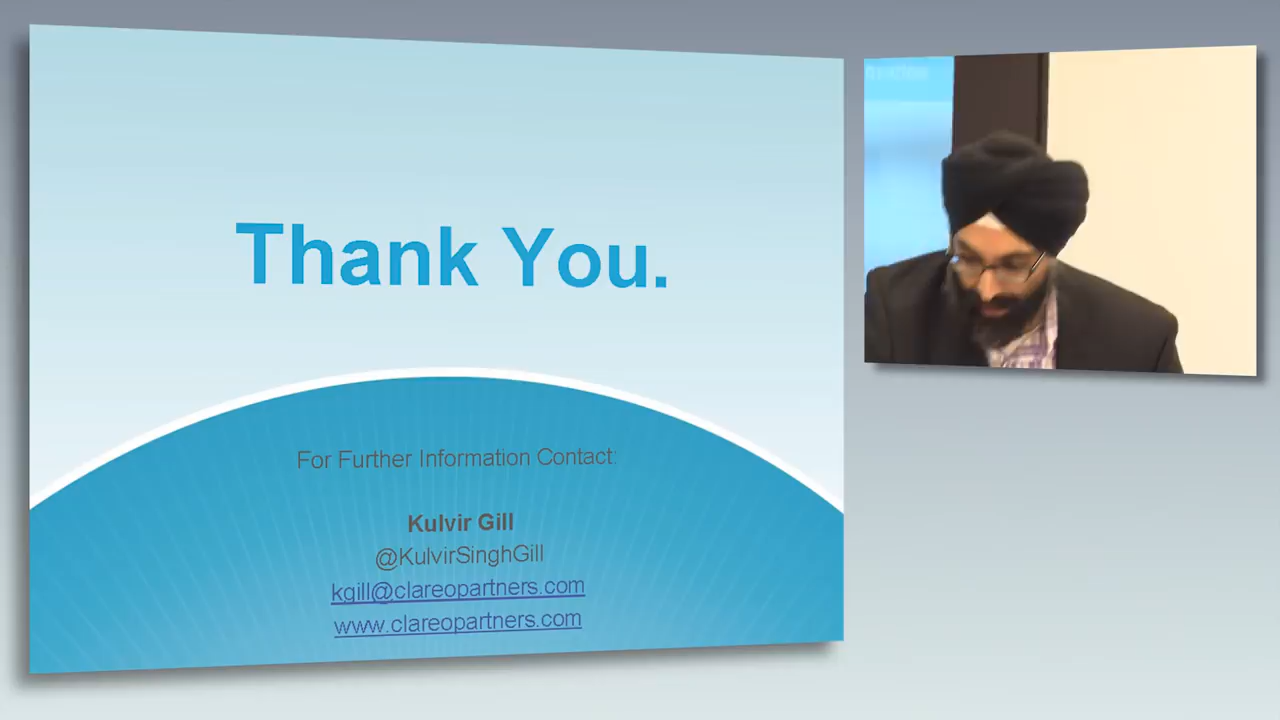 Thank You.
For Further Information Contact:
Kulvir Gill
@KulvirSinghGill
kgill@clareopartners.com
www.clareopartners.com